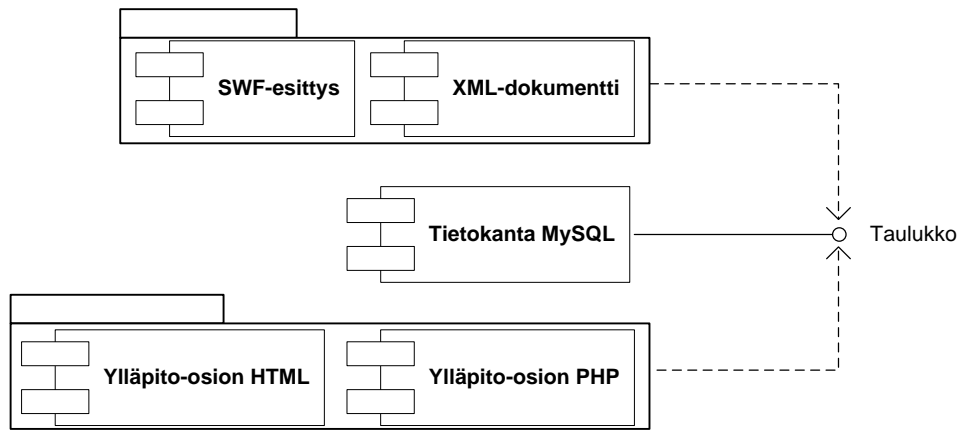 SWF-esittys
XML-dokumentti
Tietokanta MySQL
Taulukko
Ylläpito-osion HTML
Ylläpito-osion PHP